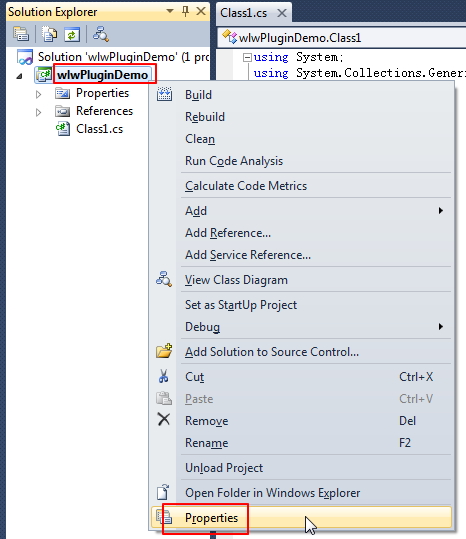 Solution Explorer
Class1.cs
Solution 'wlwPluginDemo' (1 pro
wlwPluginDemo
Properties
References
Class1.cs
wlwPluginDemo.Class1
using System;
using System.Collections.Generi
Build
Rebuild
Clean
Run Code Analysis
Calculate Code Metrics
Add
Add Reference...
Add Service Reference...
View Class Diagram
Set as StartUp Project
Debug
Add Solution to Source Control...
Cut Ctrl+X
Paste Ctrl+V
Remove Del
Rename F2
Unload Project
Open Folder in Windows Explorer
Properties